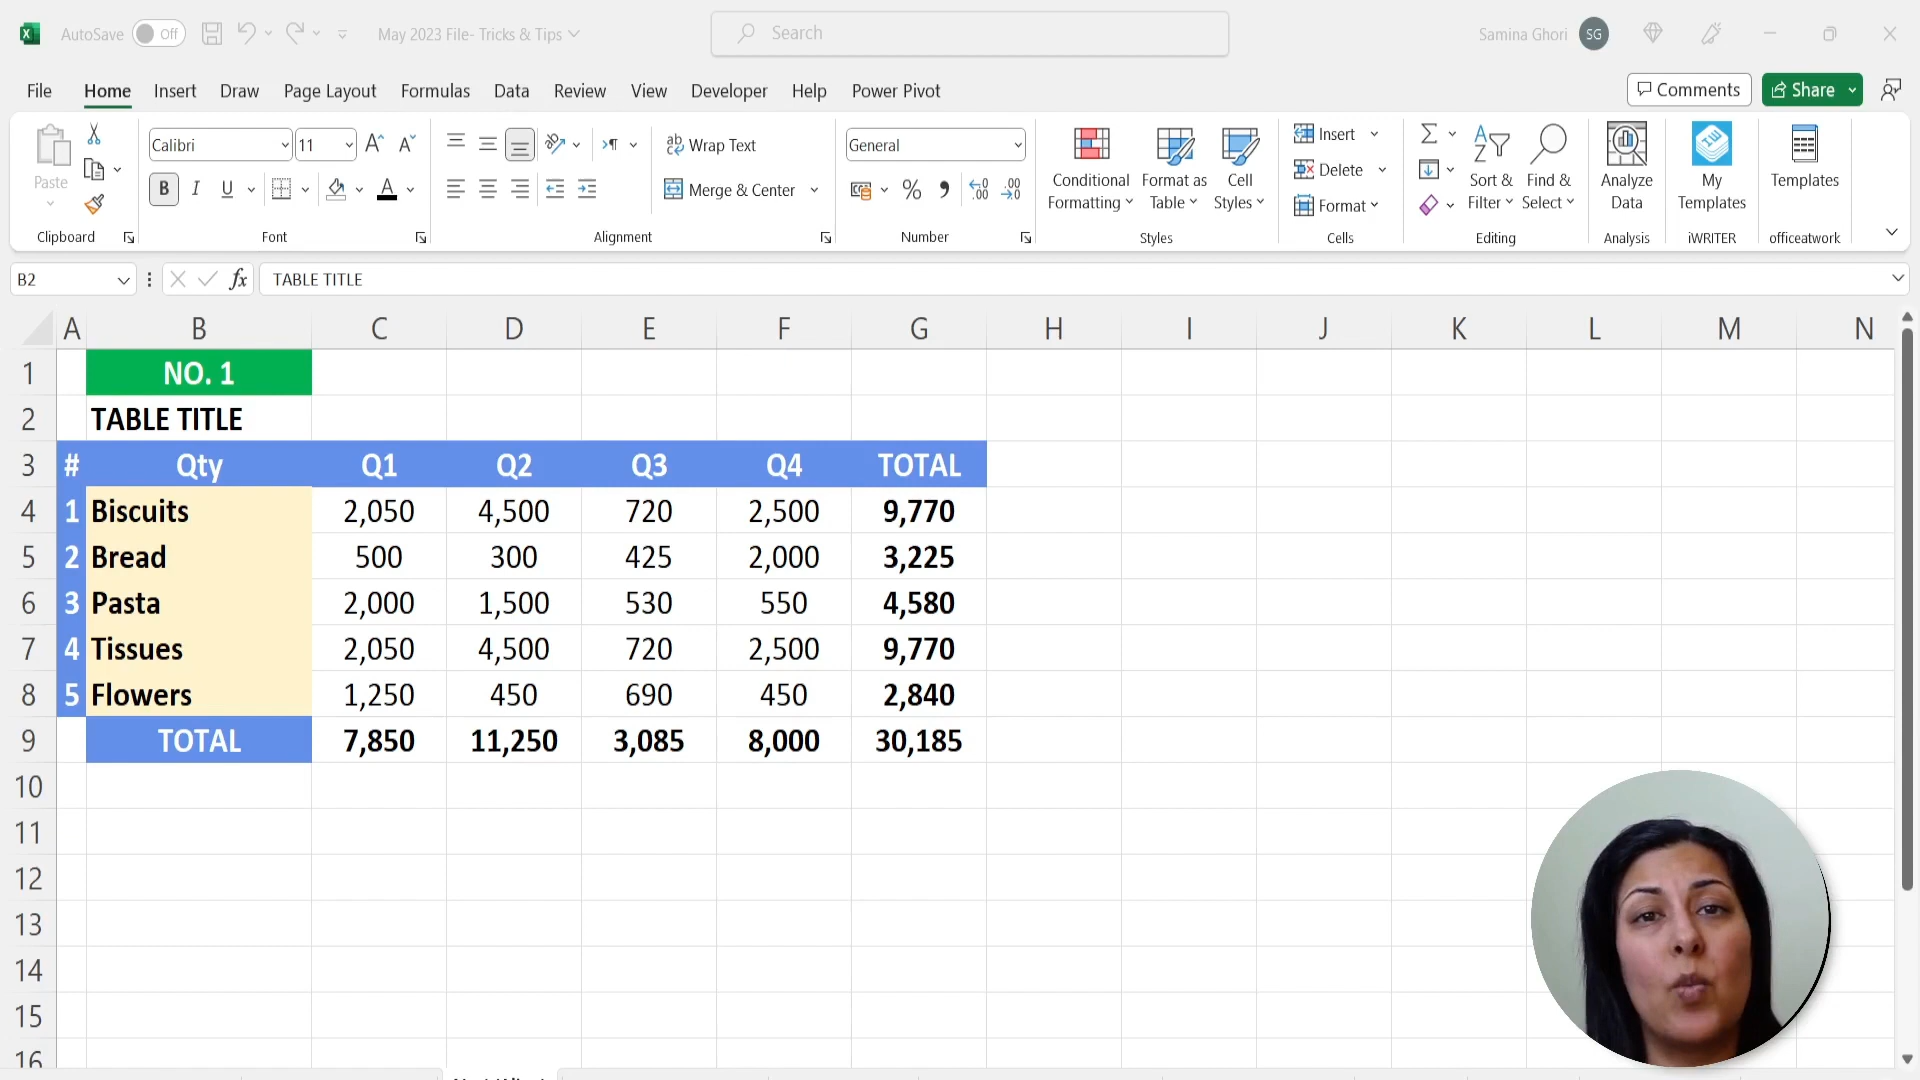 AutoSave Off May 2023 File- Tricks & Tips Search Samina Ghori SG
File Home Insert Draw Page Layout Formulas Data Review View Developer Help Power Pivot Comments Share
Paste Calibri 11 Wrap Text General Conditional Formatting Format as Table Cell Styles Insert Sort & Filter Find & Select Analyze Data My Templates Templates
B I U A Merge & Center % Delete
Format
Clipboard Font Alignment Number Styles Cells Editing Analysis iWRITER officeatwork
B2 fx TABLE TITLE
A B C D E F G H I J K L M N
1 NO. 1
2 TABLE TITLE
3 # Qty Q1 Q2 Q3 Q4 TOTAL
4 1 Biscuits 2,050 4,500 720 2,500 9,770
5 2 Bread 500 300 425 2,000 3,225
6 3 Pasta 2,000 1,500 530 550 4,580
7 4 Tissues 2,050 4,500 720 2,500 9,770
8 5 Flowers 1,250 450 690 450 2,840
9 TOTAL 7,850 11,250 3,085 8,000 30,185
10
11
12
13
14
15
16